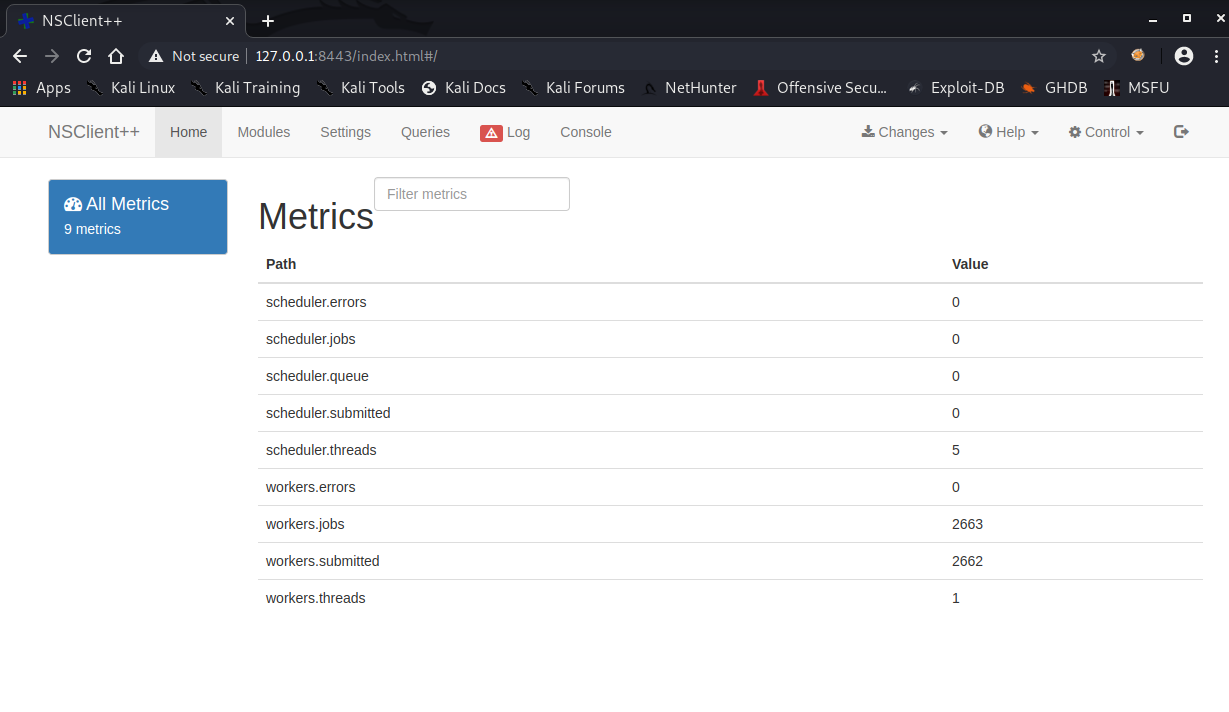 NSClient++
Not secure 127.0.0.1:8443/index.html#/
Apps Kali Linux Kali Training Kali Tools Kali Docs Kali Forums NetHunter Offensive Secu... Exploit-DB GHDB MSFU
NSClient++ Home Modules Settings Queries Log Console Changes Help Control
All Metrics
9 metrics
Metrics Filter metrics
Path Value
scheduler.errors 0
scheduler.jobs 0
scheduler.queue 0
scheduler.submitted 0
scheduler.threads 5
workers.errors 0
workers.jobs 2663
workers.submitted 2662
workers.threads 1